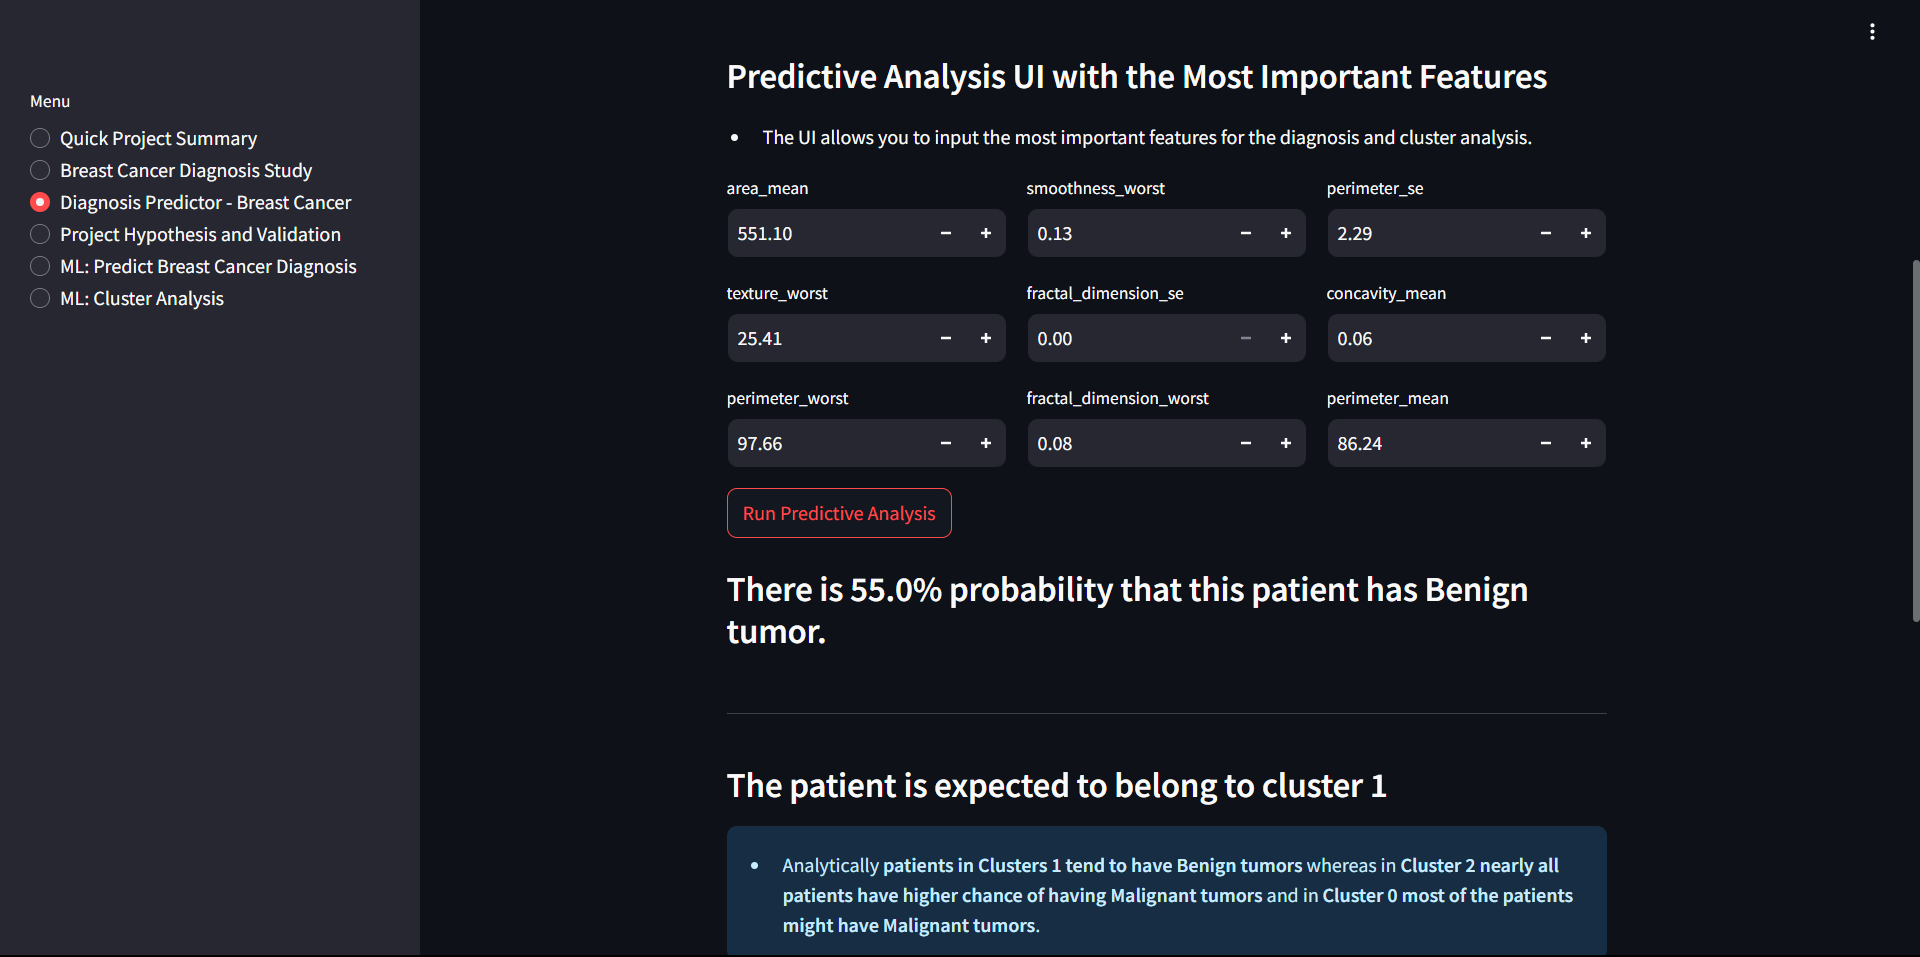 Menu
Quick Project Summary
Breast Cancer Diagnosis Study
Diagnosis Predictor - Breast Cancer
Project Hypothesis and Validation
ML: Predict Breast Cancer Diagnosis
ML: Cluster Analysis
Predictive Analysis UI with the Most Important Features
• The UI allows you to input the most important features for the diagnosis and cluster analysis.
area_mean smoothness_worst perimeter_se
551.10 − + 0.13 − + 2.29 − +
texture_worst fractal_dimension_se concavity_mean
25.41 − + 0.00 − + 0.06 − +
perimeter_worst fractal_dimension_worst perimeter_mean
97.66 − + 0.08 − + 86.24 − +
Run Predictive Analysis
There is 55.0% probability that this patient has Benign
tumor.
The patient is expected to belong to cluster 1
• Analytically patients in Clusters 1 tend to have Benign tumors whereas in Cluster 2 nearly all
patients have higher chance of having Malignant tumors and in Cluster 0 most of the patients
might have Malignant tumors.